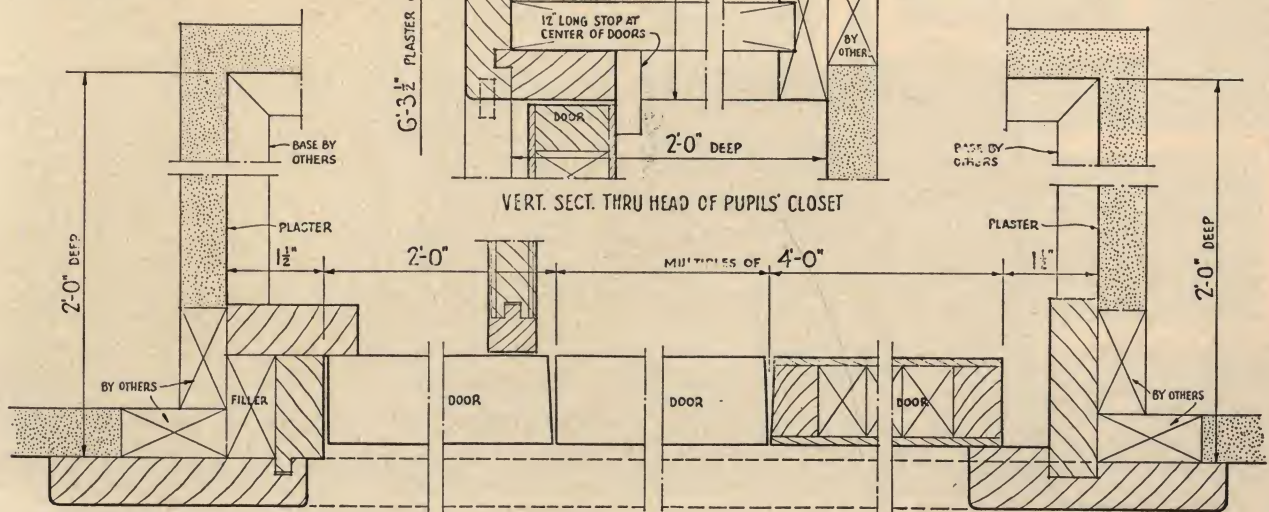 12" LONG STOP AT
CENTER OF DOORS
BY
OTHER
6'-3½" PLASTER
DOOR
2'-0" DEEP
VERT. SECT. THRU HEAD OF PUPILS' CLOSET
BASE BY
OTHERS
BASE BY
OTHERS
PLASTER
PLASTER
2'-0" DEEP
1½"
2'-0"
MULTIPLES OF 4'-0"
1½"
2'-0" DEEP
BY OTHERS
FILLER
DOOR
DOOR
DOOR
BY OTHERS